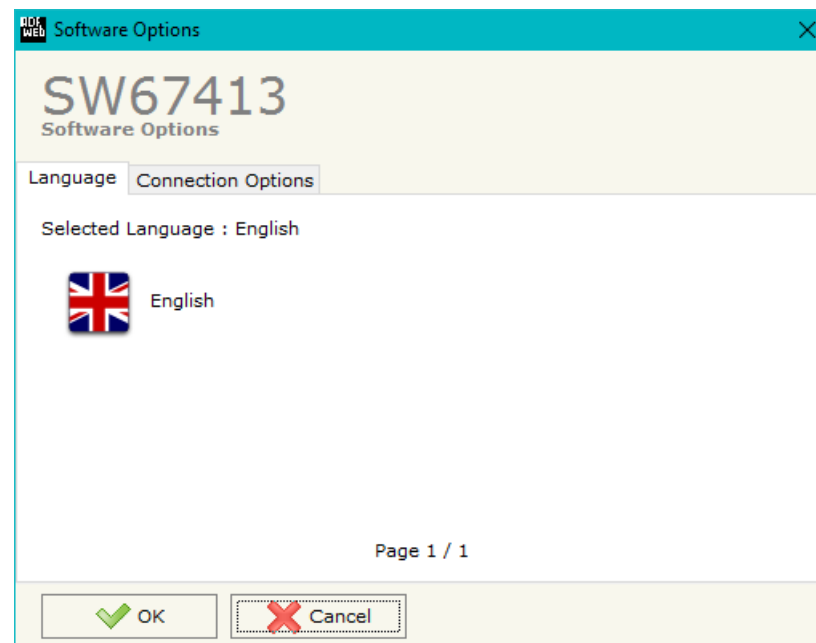 ADF
WEB
Software Options
SW67413
Software Options
Language
Connection Options
Selected Language : English
English
Page 1 / 1
OK
Cancel